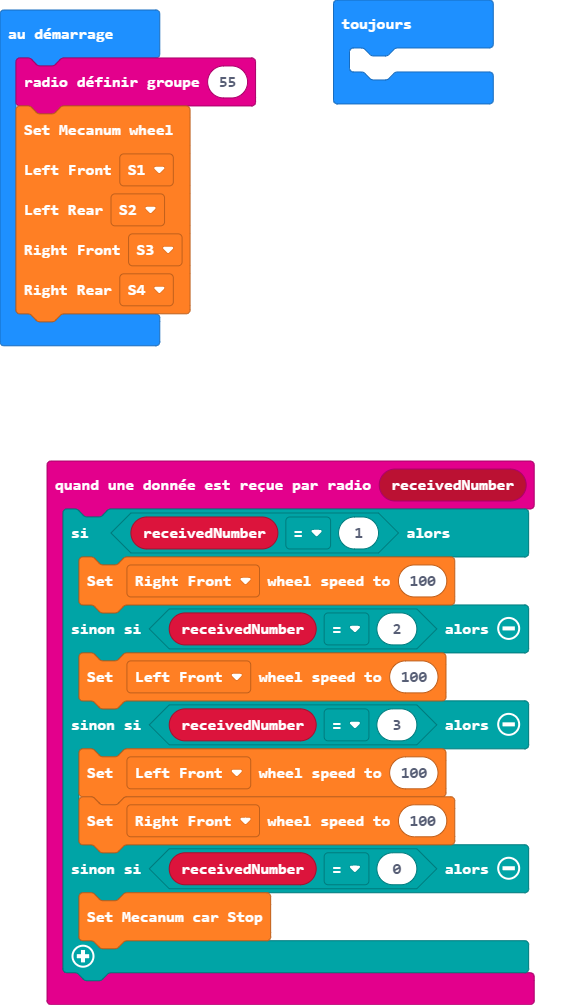 au démarrage
radio définir groupe 55
Set Mecanum wheel
Left Front S1
Left Rear S2
Right Front S3
Right Rear S4
toujours
quand une donnée est reçue par radio receivedNumber
si receivedNumber = 1 alors
Set Right Front wheel speed to 100
sinon si receivedNumber = 2 alors
Set Left Front wheel speed to 100
sinon si receivedNumber = 3 alors
Set Left Front wheel speed to 100
Set Right Front wheel speed to 100
sinon si receivedNumber = 0 alors
Set Mecanum car Stop